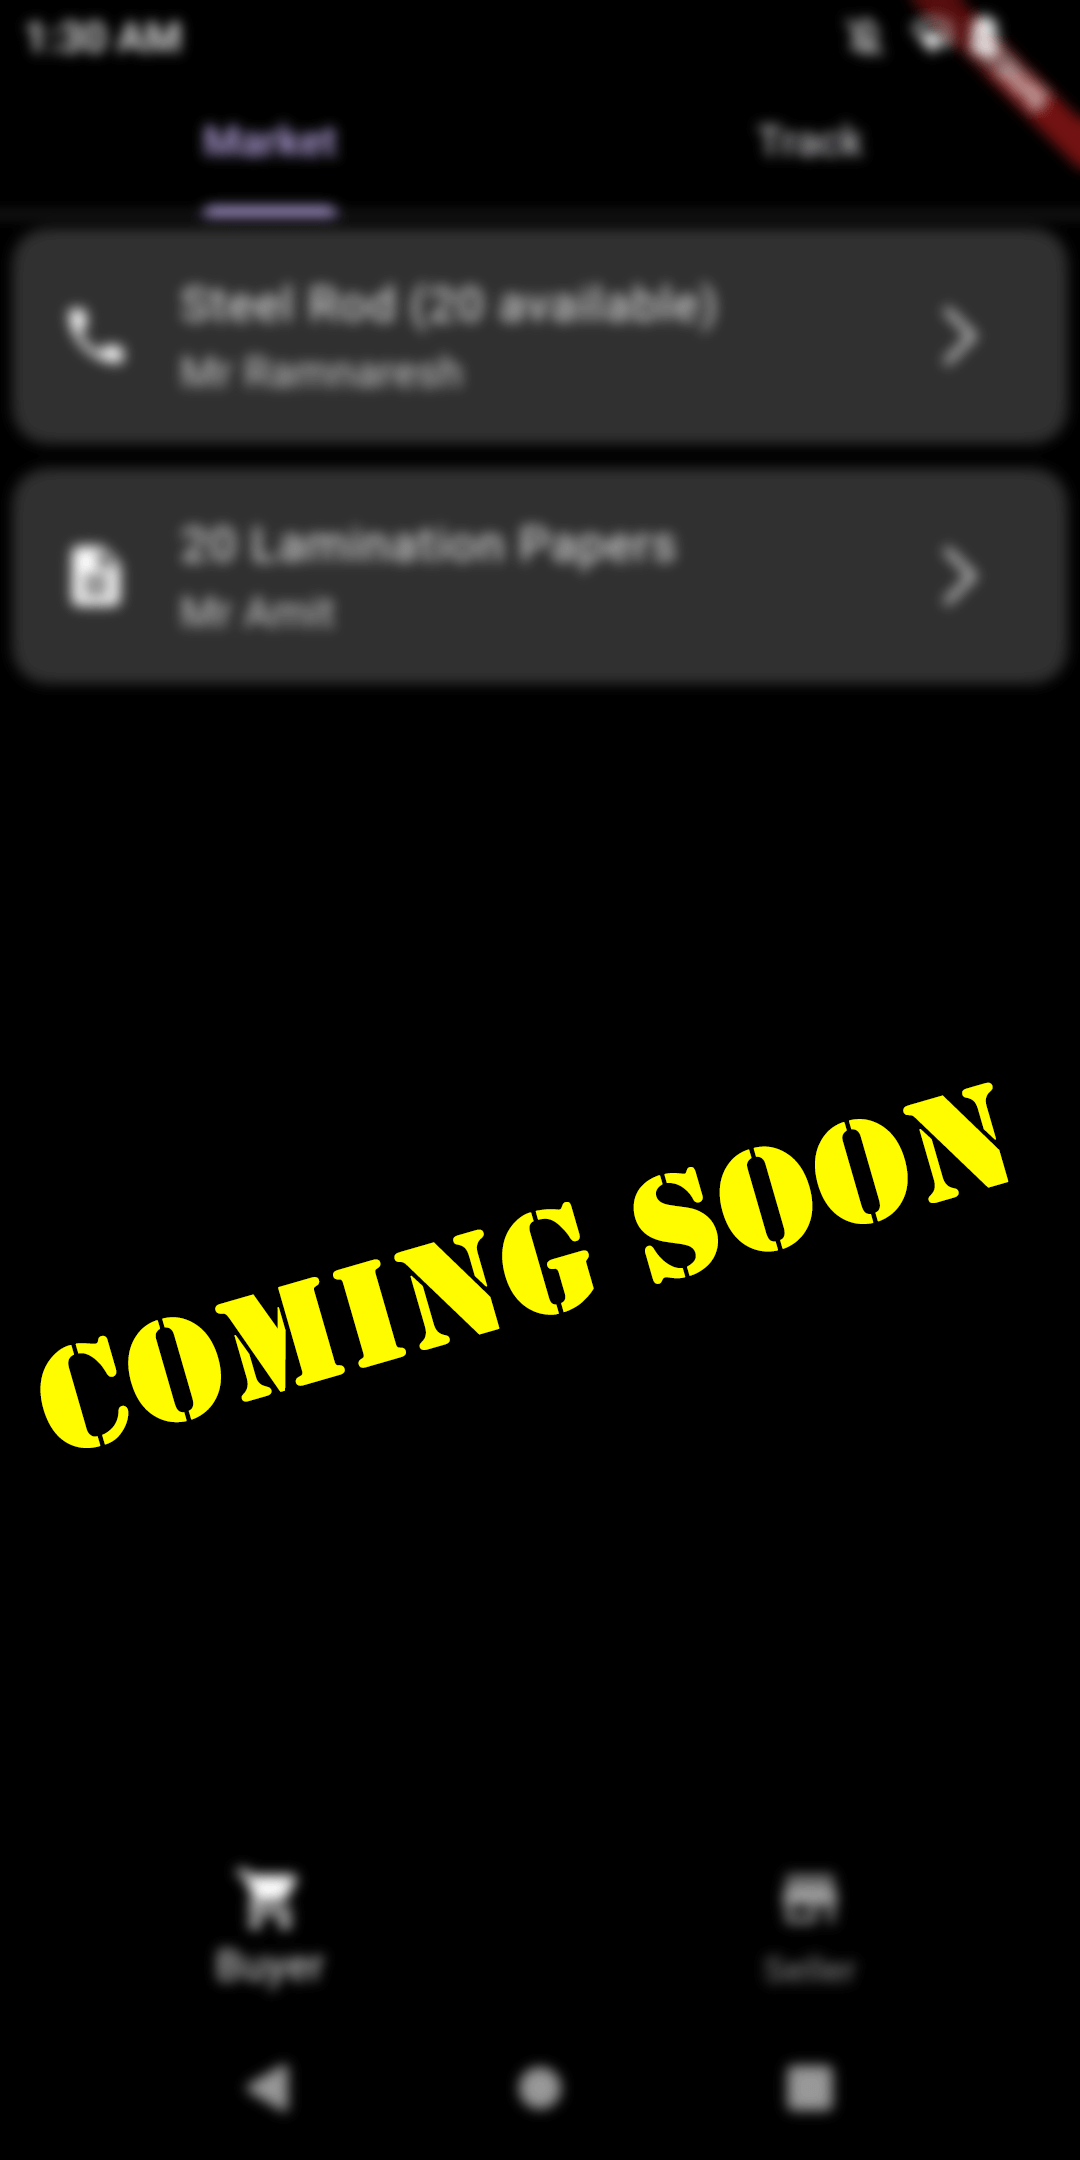 1:30 AM
Market
Track
Steel Rod (20 available)
Mr Ramnaresh
20 Lamination Papers
Mr Amit
COMING SOON
Buyer
Seller